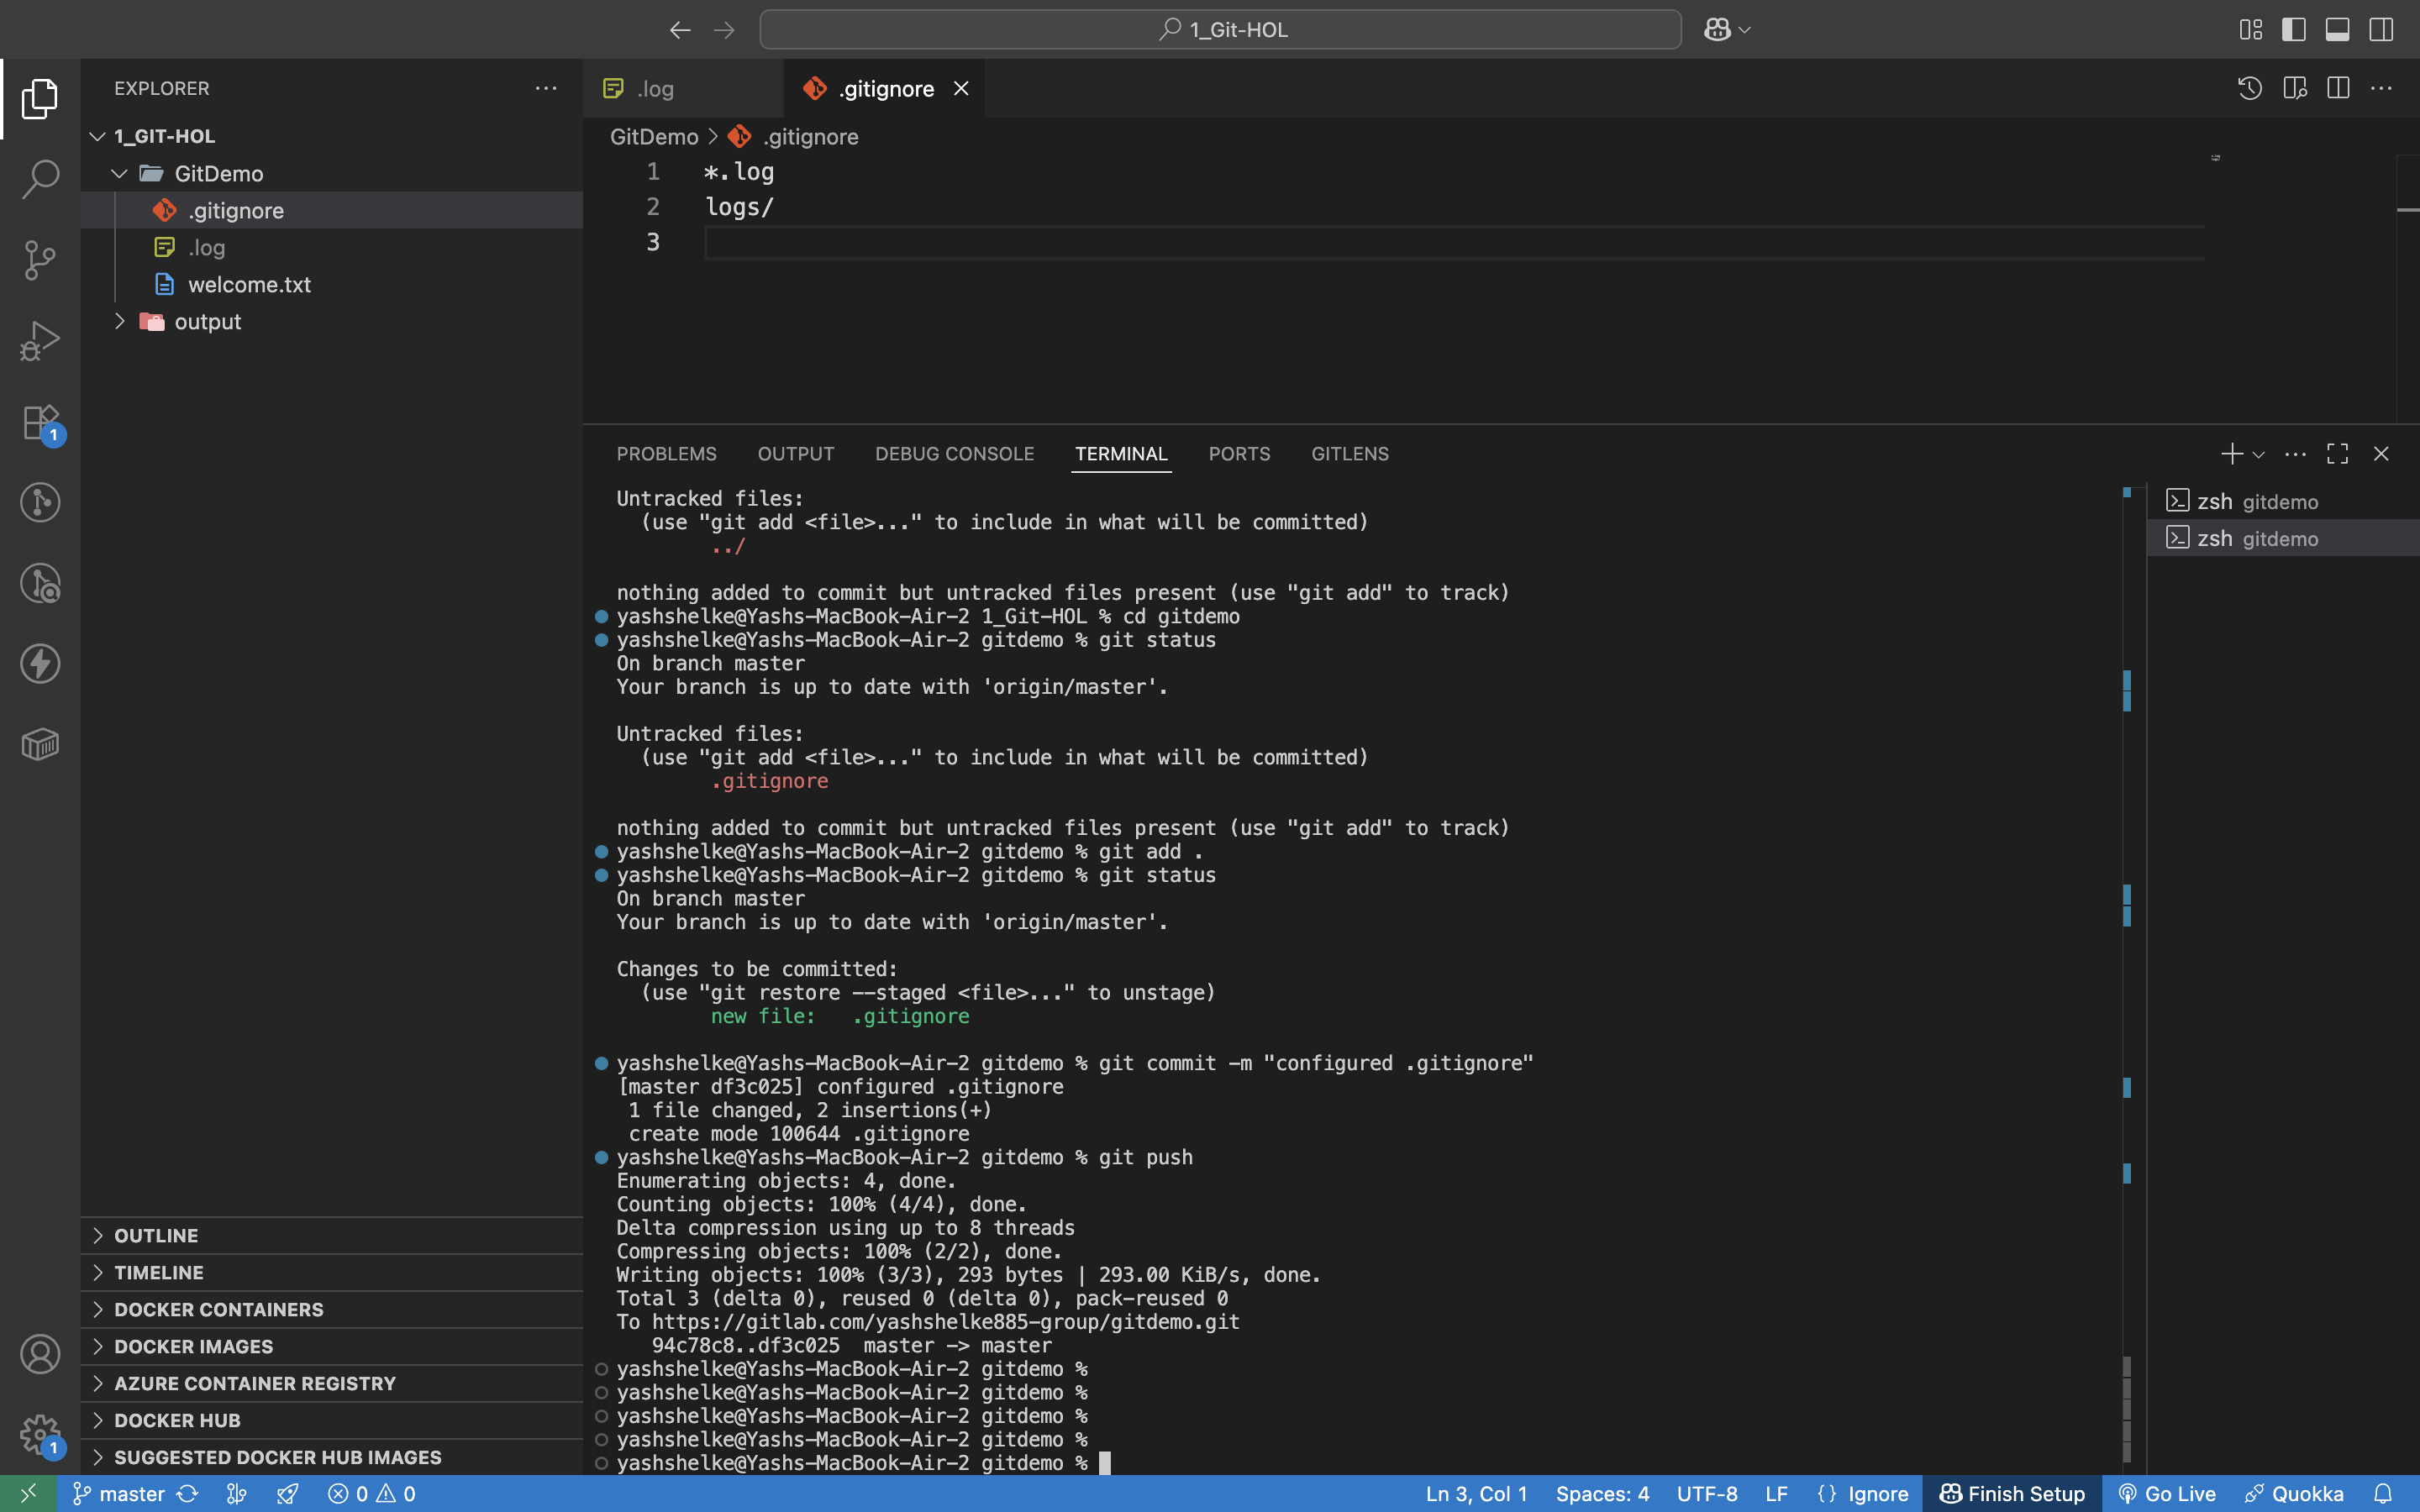 1_Git-HOL
EXPLORER
1_GIT-HOL
GitDemo
.gitignore
.log
welcome.txt
output
OUTLINE
TIMELINE
DOCKER CONTAINERS
DOCKER IMAGES
AZURE CONTAINER REGISTRY
DOCKER HUB
SUGGESTED DOCKER HUB IMAGES
1
1
.log
.gitignore
GitDemo > .gitignore
1 *.log
2 logs/
3
PROBLEMS OUTPUT DEBUG CONSOLE TERMINAL PORTS GITLENS
Untracked files:
(use "git add <file>..." to include in what will be committed)
../
nothing added to commit but untracked files present (use "git add" to track)
yashshelke@Yashs-MacBook-Air-2 1_Git-HOL % cd gitdemo
yashshelke@Yashs-MacBook-Air-2 gitdemo % git status
On branch master
Your branch is up to date with 'origin/master'.
Untracked files:
(use "git add <file>..." to include in what will be committed)
.gitignore
nothing added to commit but untracked files present (use "git add" to track)
yashshelke@Yashs-MacBook-Air-2 gitdemo % git add .
yashshelke@Yashs-MacBook-Air-2 gitdemo % git status
On branch master
Your branch is up to date with 'origin/master'.
Changes to be committed:
(use "git restore --staged <file>..." to unstage)
new file:   .gitignore
yashshelke@Yashs-MacBook-Air-2 gitdemo % git commit -m "configured .gitignore"
[master df3c025] configured .gitignore
1 file changed, 2 insertions(+)
create mode 100644 .gitignore
yashshelke@Yashs-MacBook-Air-2 gitdemo % git push
Enumerating objects: 4, done.
Counting objects: 100% (4/4), done.
Delta compression using up to 8 threads
Compressing objects: 100% (2/2), done.
Writing objects: 100% (3/3), 293 bytes | 293.00 KiB/s, done.
Total 3 (delta 0), reused 0 (delta 0), pack-reused 0
To https://gitlab.com/yashshelke885-group/gitdemo.git
94c78c8..df3c025  master -> master
yashshelke@Yashs-MacBook-Air-2 gitdemo %
yashshelke@Yashs-MacBook-Air-2 gitdemo %
yashshelke@Yashs-MacBook-Air-2 gitdemo %
yashshelke@Yashs-MacBook-Air-2 gitdemo %
yashshelke@Yashs-MacBook-Air-2 gitdemo %
zsh gitdemo
zsh gitdemo
master 0 0 Ln 3, Col 1 Spaces: 4 UTF-8 LF {} Ignore Finish Setup Go Live Quokka